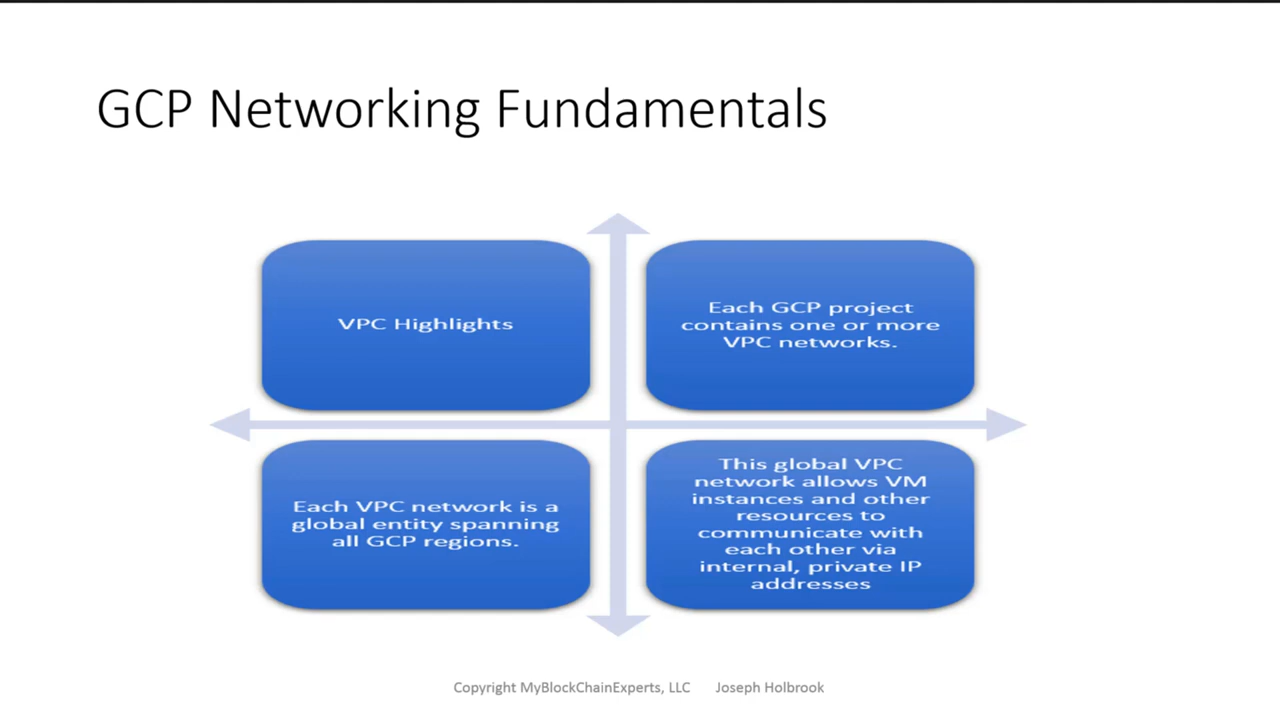 GCP Networking Fundamentals
VPC Highlights
Each GCP project
contains one or more
VPC networks.
Each VPC network is a
global entity spanning
all GCP regions.
This global VPC
network allows VM
instances and other
resources to
communicate with
each other via
internal, private IP
addresses
Copyright MyBlockChainExperts, LLC Joseph Holbrook